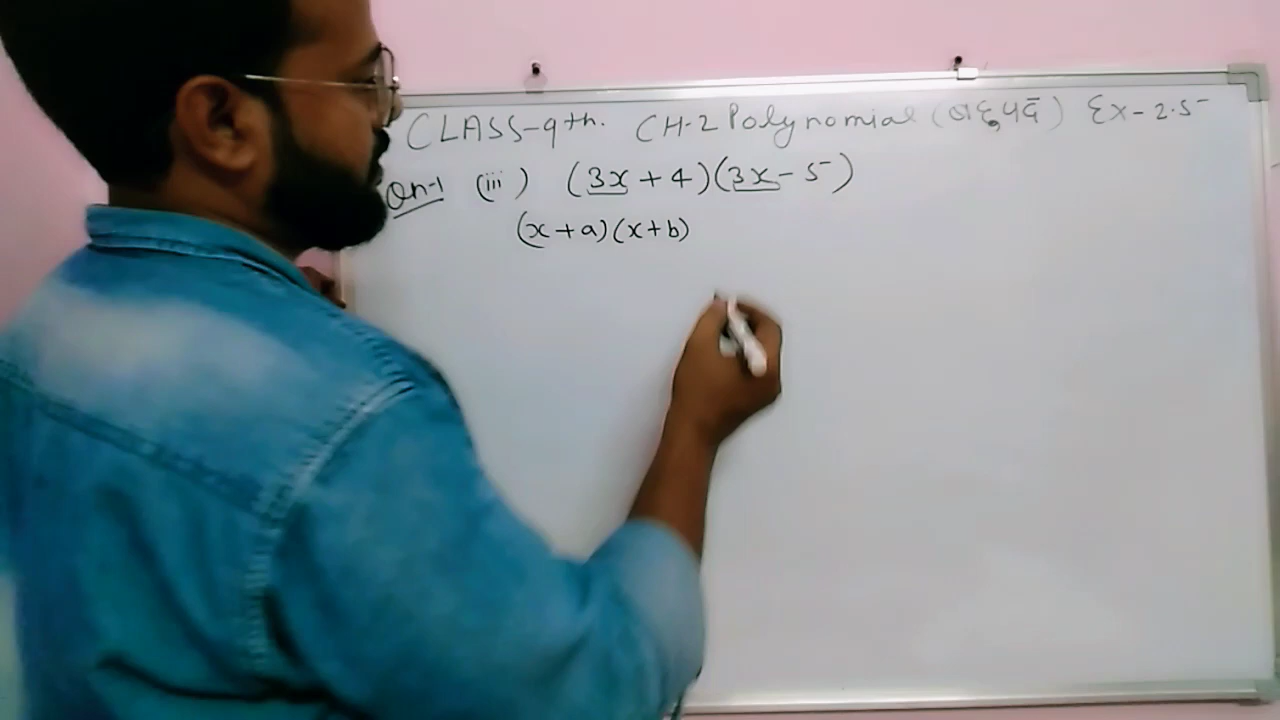 CLASS-9th. CH-2 Polynomial (बहुपद) Ex-2.5
Qn-1 (iii) (3x + 4)(3x - 5)
(x + a)(x + b)